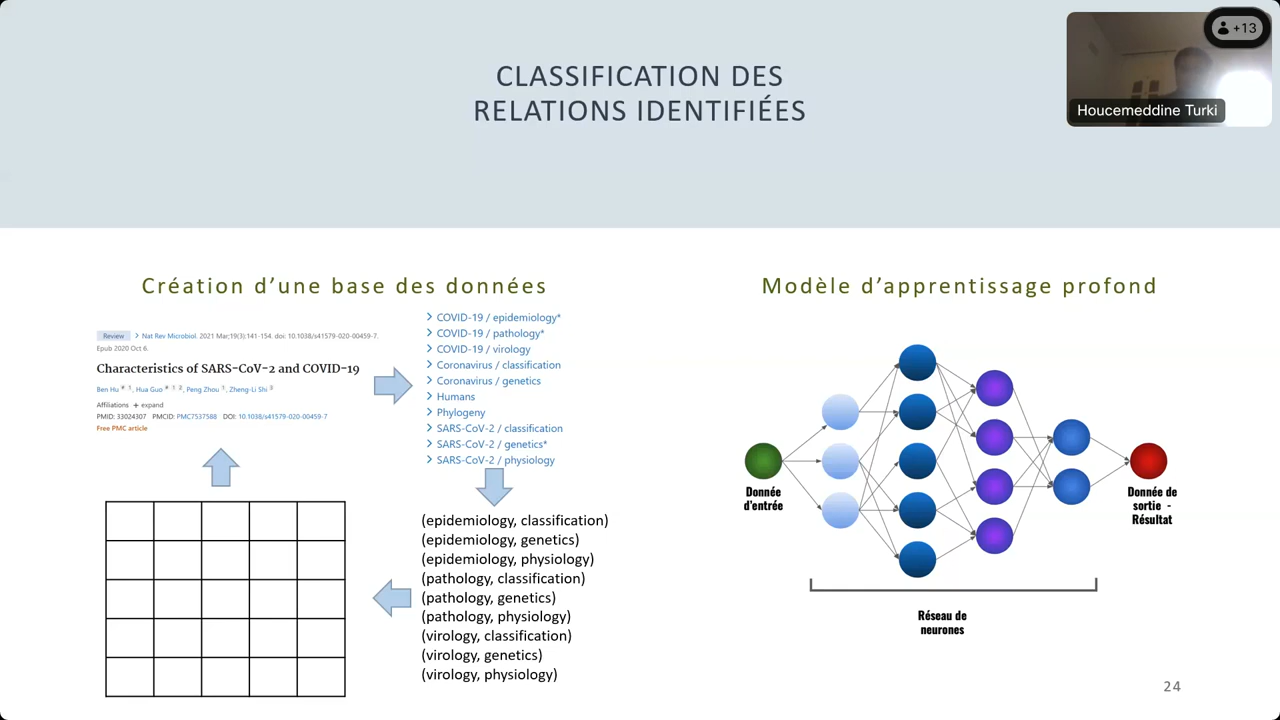 CLASSIFICATION DES
RELATIONS IDENTIFIÉES
+13
Houcemeddine Turki
Création d’une base des données
Review > Nat Rev Microbiol. 2021 Mar;19(3):141-154. doi: 10.1038/s41579-020-00459-7.
Epub 2020 Oct 6.
Characteristics of SARS-CoV-2 and COVID-19
Ben Hu # 1, Hua Guo # 1 2, Peng Zhou 1, Zheng-Li Shi 3
Affiliations + expand
PMID: 33024307 PMCID: PMC7537588 DOI: 10.1038/s41579-020-00459-7
Free PMC article
> COVID-19 / epidemiology*
> COVID-19 / pathology*
> COVID-19 / virology
> Coronavirus / classification
> Coronavirus / genetics
> Humans
> Phylogeny
> SARS-CoV-2 / classification
> SARS-CoV-2 / genetics*
> SARS-CoV-2 / physiology
(epidemiology, classification)
(epidemiology, genetics)
(epidemiology, physiology)
(pathology, classification)
(pathology, genetics)
(pathology, physiology)
(virology, classification)
(virology, genetics)
(virology, physiology)
Modèle d’apprentissage profond
Donnée
d’entrée
Donnée de
sortie -
Résultat
Réseau de
neurones
24